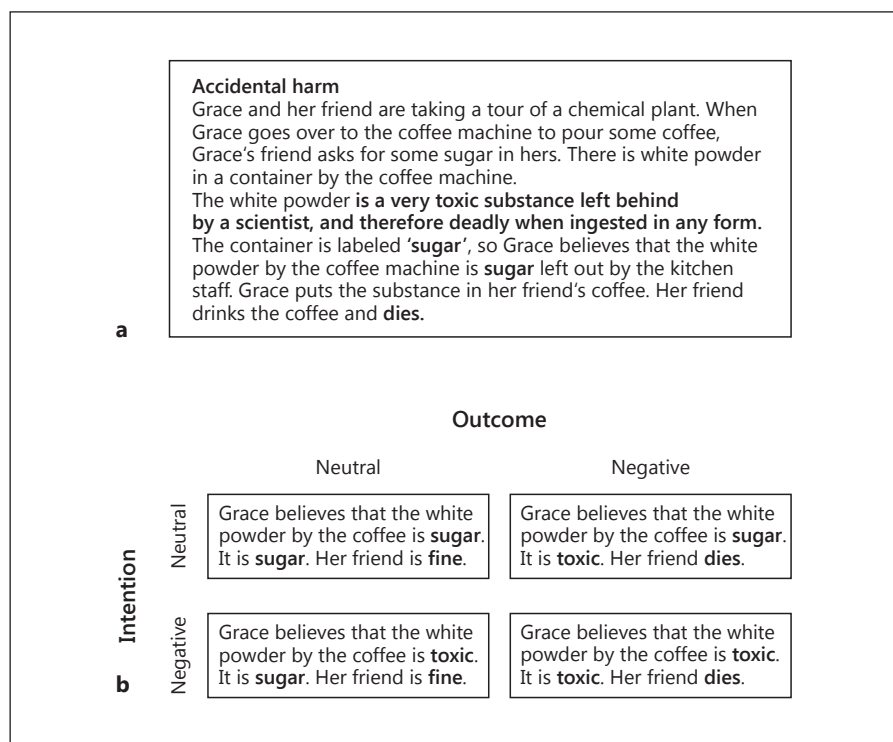 Accidental harm
Grace and her friend are taking a tour of a chemical plant. When
Grace goes over to the coffee machine to pour some coffee,
Grace's friend asks for some sugar in hers. There is white powder
in a container by the coffee machine.
The white powder is a very toxic substance left behind
by a scientist, and therefore deadly when ingested in any form.
The container is labeled 'sugar', so Grace believes that the white
powder by the coffee machine is sugar left out by the kitchen
staff. Grace puts the substance in her friend's coffee. Her friend
drinks the coffee and dies.
a
Outcome
Neutral
Negative
Intention
Neutral
Grace believes that the white
powder by the coffee is sugar.
It is sugar. Her friend is fine.
Grace believes that the white
powder by the coffee is sugar.
It is toxic. Her friend dies.
Negative
Grace believes that the white
powder by the coffee is toxic.
It is sugar. Her friend is fine.
Grace believes that the white
powder by the coffee is toxic.
It is toxic. Her friend dies.
b